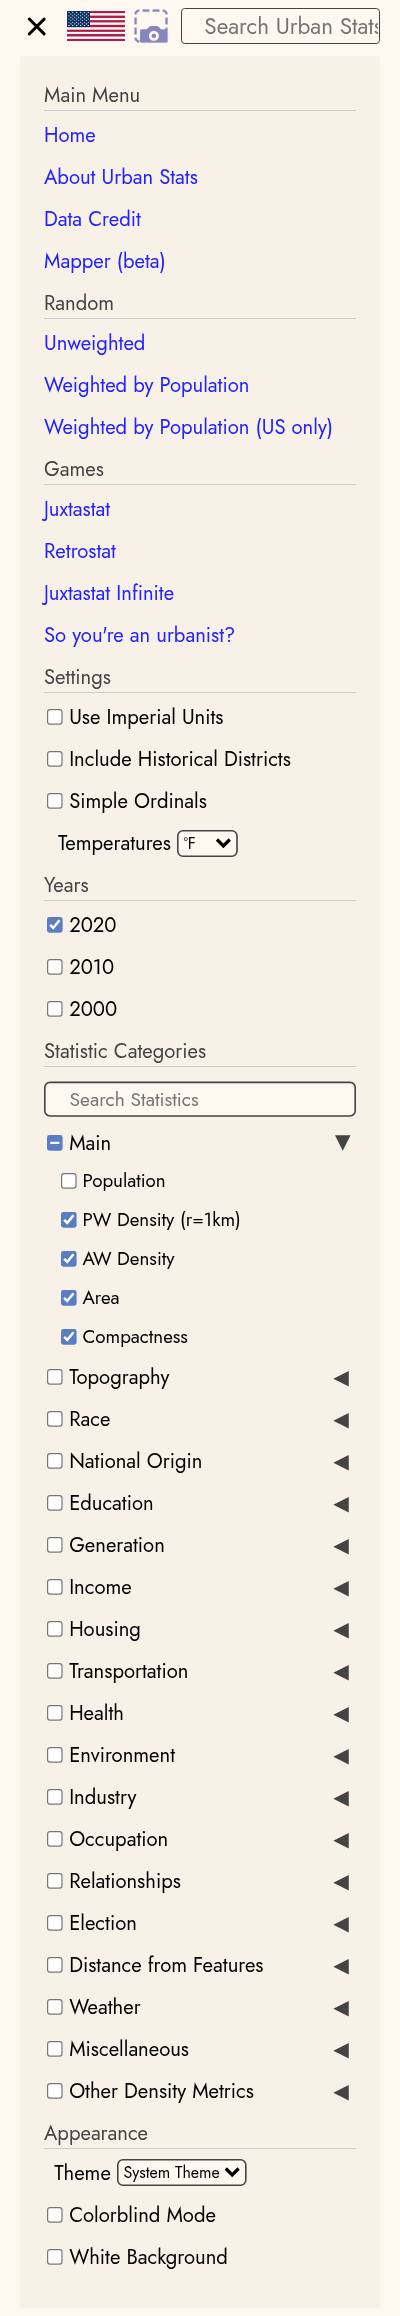 Search Urban Stats
Main Menu
Home
About Urban Stats
Data Credit
Mapper (beta)
Random
Unweighted
Weighted by Population
Weighted by Population (US only)
Games
Juxtastat
Retrostat
Juxtastat Infinite
So you're an urbanist?
Settings
Use Imperial Units
Include Historical Districts
Simple Ordinals
Temperatures °F
Years
2020
2010
2000
Statistic Categories
Search Statistics
Main
Population
PW Density (r=1km)
AW Density
Area
Compactness
Topography
Race
National Origin
Education
Generation
Income
Housing
Transportation
Health
Environment
Industry
Occupation
Relationships
Election
Distance from Features
Weather
Miscellaneous
Other Density Metrics
Appearance
Theme System Theme
Colorblind Mode
White Background